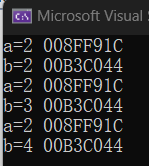 Microsoft Visual
a=2 008FF91C
b=2 00B3C044
a=2 008FF91C
b=3 00B3C044
a=2 008FF91C
b=4 00B3C044